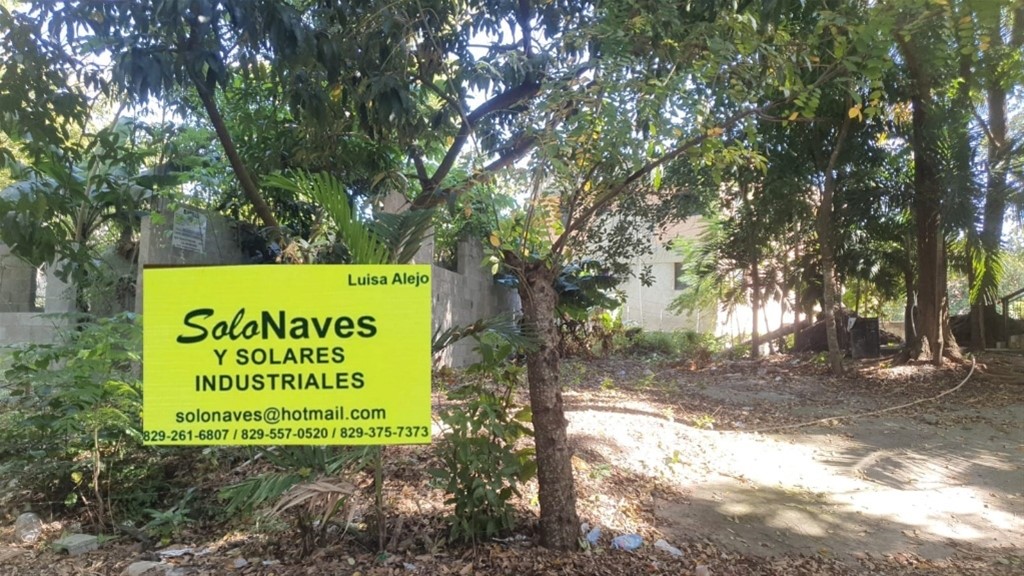 Luisa Alejo
SoloNaves
Y SOLARES
INDUSTRIALES
solonaves@hotmail.com
829-261-6807 / 829-557-0520 / 829-375-7373